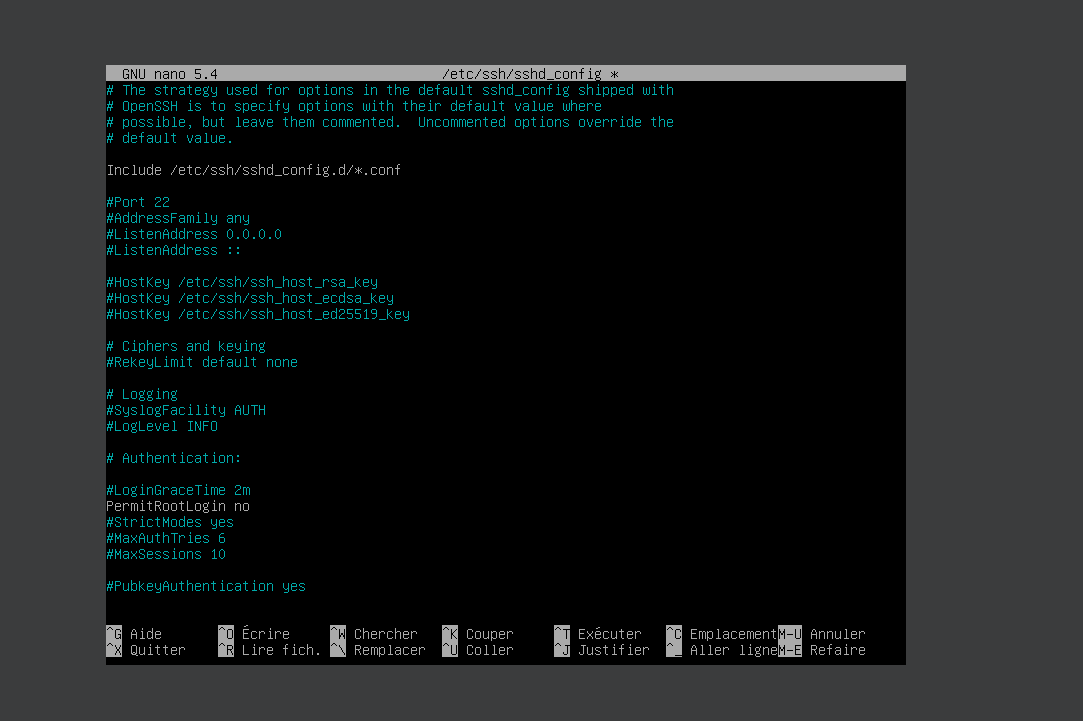 GNU nano 5.4 /etc/ssh/sshd_config *
# The strategy used for options in the default sshd_config shipped with
# OpenSSH is to specify options with their default value where
# possible, but leave them commented.  Uncommented options override the
# default value.
Include /etc/ssh/sshd_config.d/*.conf
#Port 22
#AddressFamily any
#ListenAddress 0.0.0.0
#ListenAddress ::
#HostKey /etc/ssh/ssh_host_rsa_key
#HostKey /etc/ssh/ssh_host_ecdsa_key
#HostKey /etc/ssh/ssh_host_ed25519_key
# Ciphers and keying
#RekeyLimit default none
# Logging
#SyslogFacility AUTH
#LogLevel INFO
# Authentication:
#LoginGraceTime 2m
PermitRootLogin no
#StrictModes yes
#MaxAuthTries 6
#MaxSessions 10
#PubkeyAuthentication yes
^G Aide ^O Écrire ^W Chercher ^K Couper ^T Exécuter ^C Emplacement M-U Annuler
^X Quitter ^R Lire fich. ^\ Remplacer ^U Coller ^J Justifier ^_ Aller ligne M-E Refaire